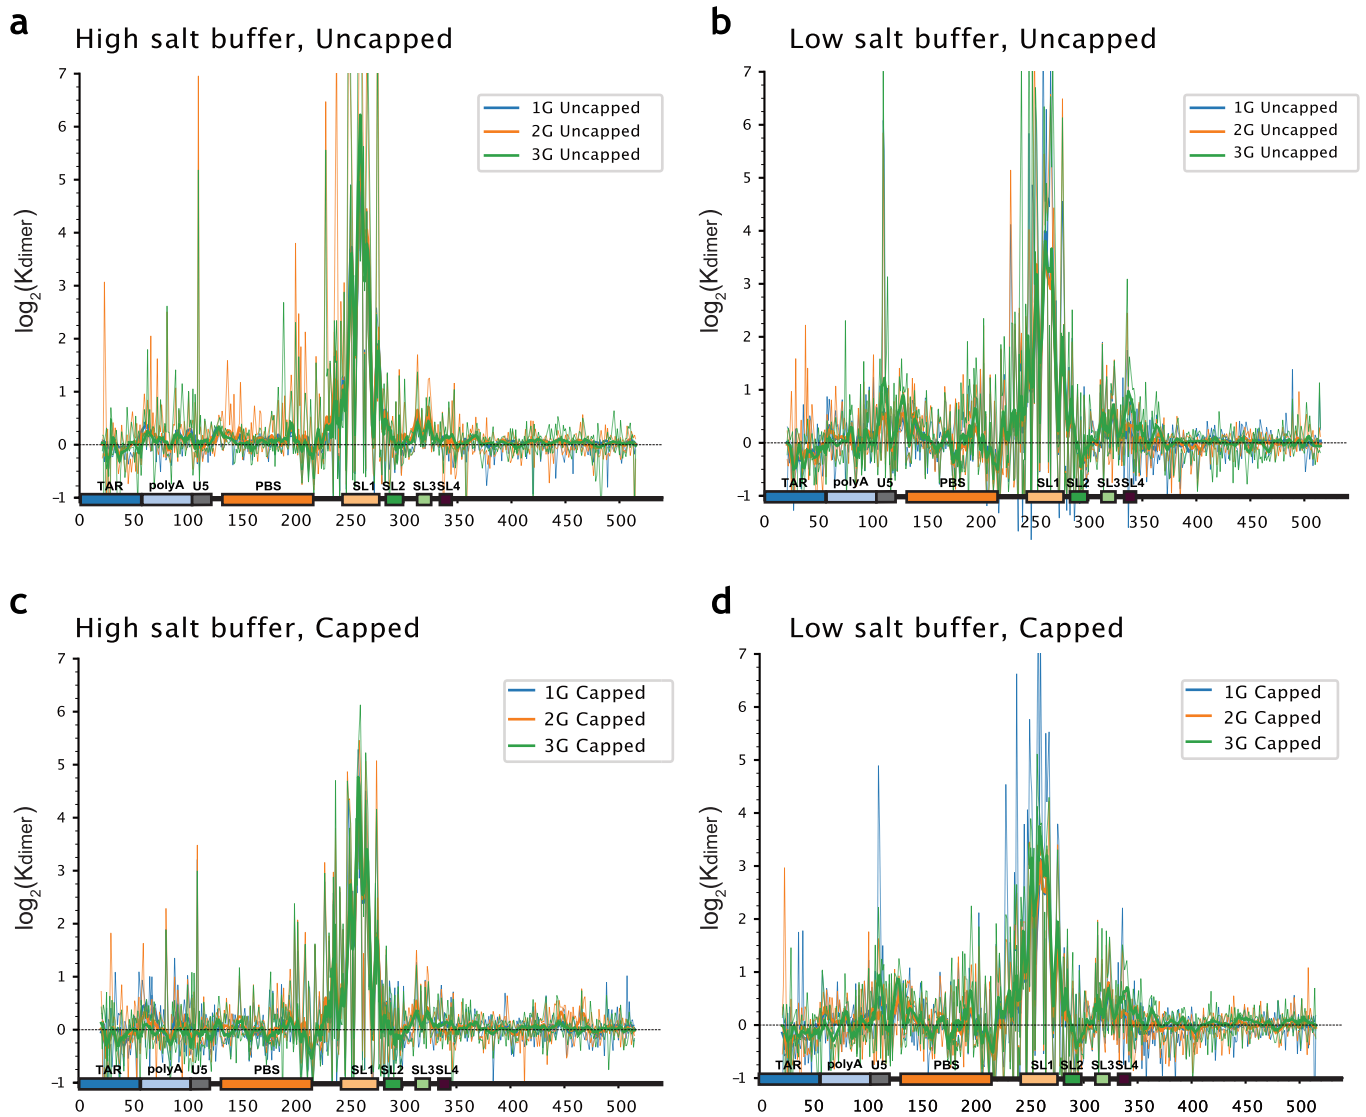 a
High salt buffer, Uncapped
7
6
5
4
3
2
1
0
−1
log2(Kdimer)
1G Uncapped
2G Uncapped
3G Uncapped
TAR polyA U5 PBS SL1 SL2 SL3 SL4
0 50 100 150 200 250 300 350 400 450 500
b
Low salt buffer, Uncapped
7
6
5
4
3
2
1
0
−1
log2(Kdimer)
1G Uncapped
2G Uncapped
3G Uncapped
TAR polyA U5 PBS SL1 SL2 SL3 SL4
0 50 100 150 200 250 300 350 400 450 500
c
High salt buffer, Capped
7
6
5
4
3
2
1
0
−1
log2(Kdimer)
1G Capped
2G Capped
3G Capped
TAR polyA U5 PBS SL1 SL2 SL3 SL4
0 50 100 150 200 250 300 350 400 450 500
d
Low salt buffer, Capped
7
6
5
4
3
2
1
0
−1
log2(Kdimer)
1G Capped
2G Capped
3G Capped
TAR polyA U5 PBS SL1 SL2 SL3 SL4
0 50 100 150 200 250 300 350 400 450 500